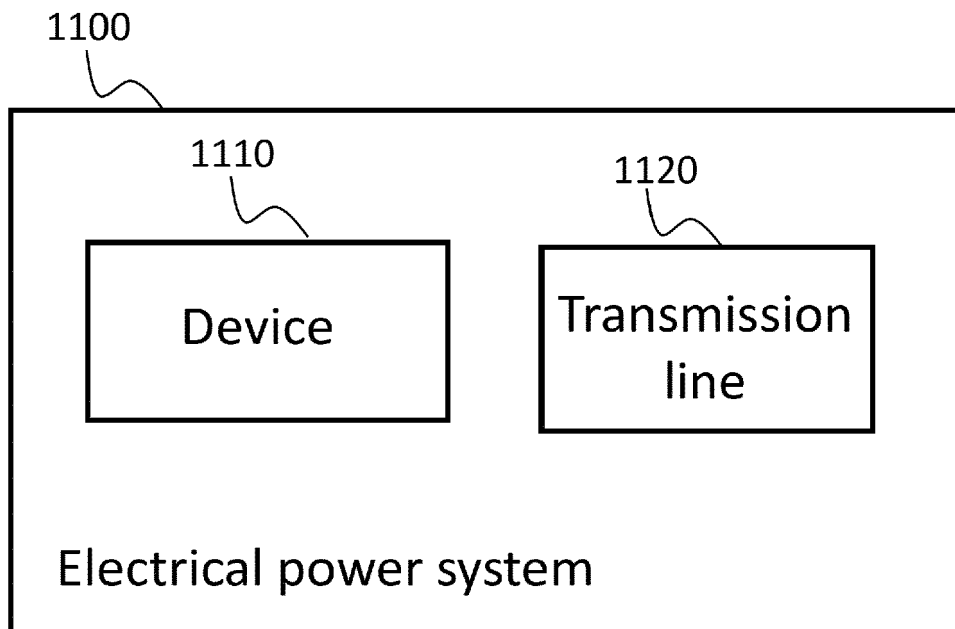 1100
1110
1120
Device
Transmission
line
Electrical power system